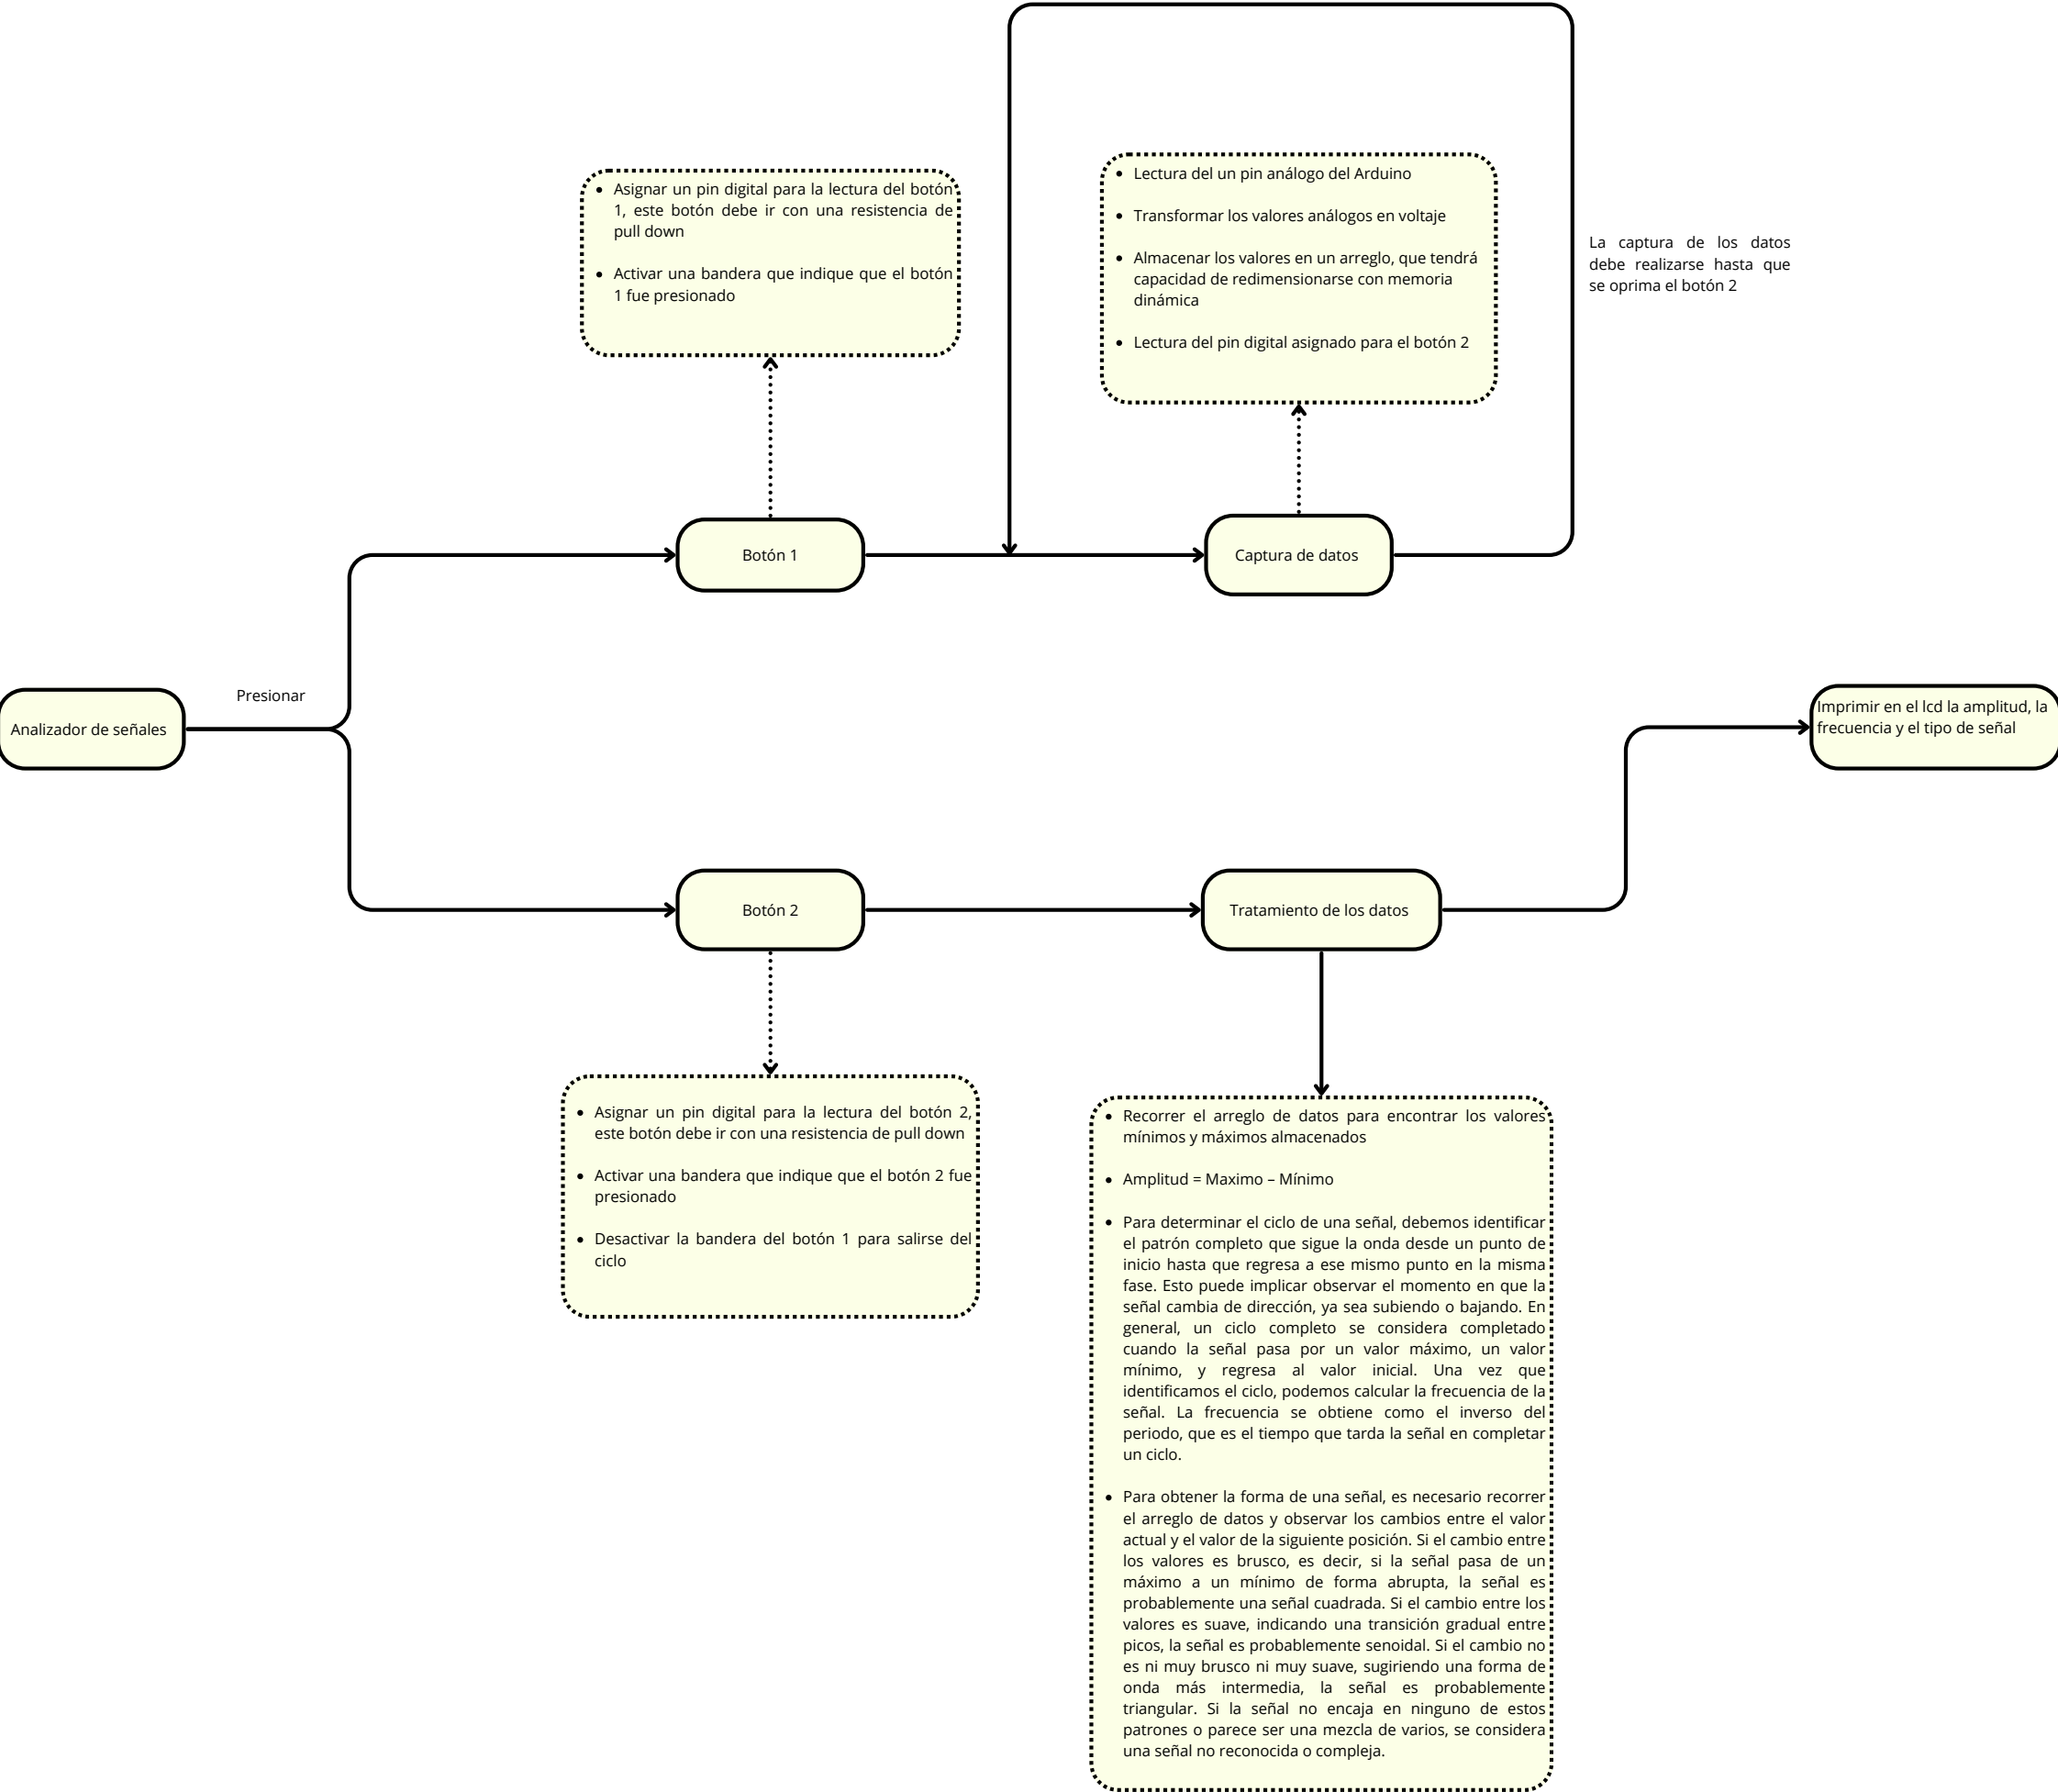 Asignar un pin digital para la lectura del botón
1, este botón debe ir con una resistencia de
pull down
Activar una bandera que indique que el botón
1 fue presionado
Lectura del un pin análogo del Arduino
Transformar los valores análogos en voltaje
Almacenar los valores en un arreglo, que tendrá
capacidad de redimensionarse con memoria
dinámica
Lectura del pin digital asignado para el botón 2
La captura de los datos
debe realizarse hasta que
se oprima el botón 2
Botón 1
Captura de datos
Analizador de señales
Presionar
Imprimir en el lcd la amplitud, la
frecuencia y el tipo de señal
Botón 2
Tratamiento de los datos
Asignar un pin digital para la lectura del botón 2,
este botón debe ir con una resistencia de pull down
Activar una bandera que indique que el botón 2 fue
presionado
Desactivar la bandera del botón 1 para salirse del
ciclo
Recorrer el arreglo de datos para encontrar los valores
mínimos y máximos almacenados
Amplitud = Maximo – Mínimo
Para determinar el ciclo de una señal, debemos identificar
el patrón completo que sigue la onda desde un punto de
inicio hasta que regresa a ese mismo punto en la misma
fase. Esto puede implicar observar el momento en que la
señal cambia de dirección, ya sea subiendo o bajando. En
general, un ciclo completo se considera completado
cuando la señal pasa por un valor máximo, un valor
mínimo, y regresa al valor inicial. Una vez que
identificamos el ciclo, podemos calcular la frecuencia de la
señal. La frecuencia se obtiene como el inverso del
periodo, que es el tiempo que tarda la señal en completar
un ciclo.
Para obtener la forma de una señal, es necesario recorrer
el arreglo de datos y observar los cambios entre el valor
actual y el valor de la siguiente posición. Si el cambio entre
los valores es brusco, es decir, si la señal pasa de un
máximo a un mínimo de forma abrupta, la señal es
probablemente una señal cuadrada. Si el cambio entre los
valores es suave, indicando una transición gradual entre
picos, la señal es probablemente senoidal. Si el cambio no
es ni muy brusco ni muy suave, sugiriendo una forma de
onda más intermedia, la señal es probablemente
triangular. Si la señal no encaja en ninguno de estos
patrones o parece ser una mezcla de varios, se considera
una señal no reconocida o compleja.